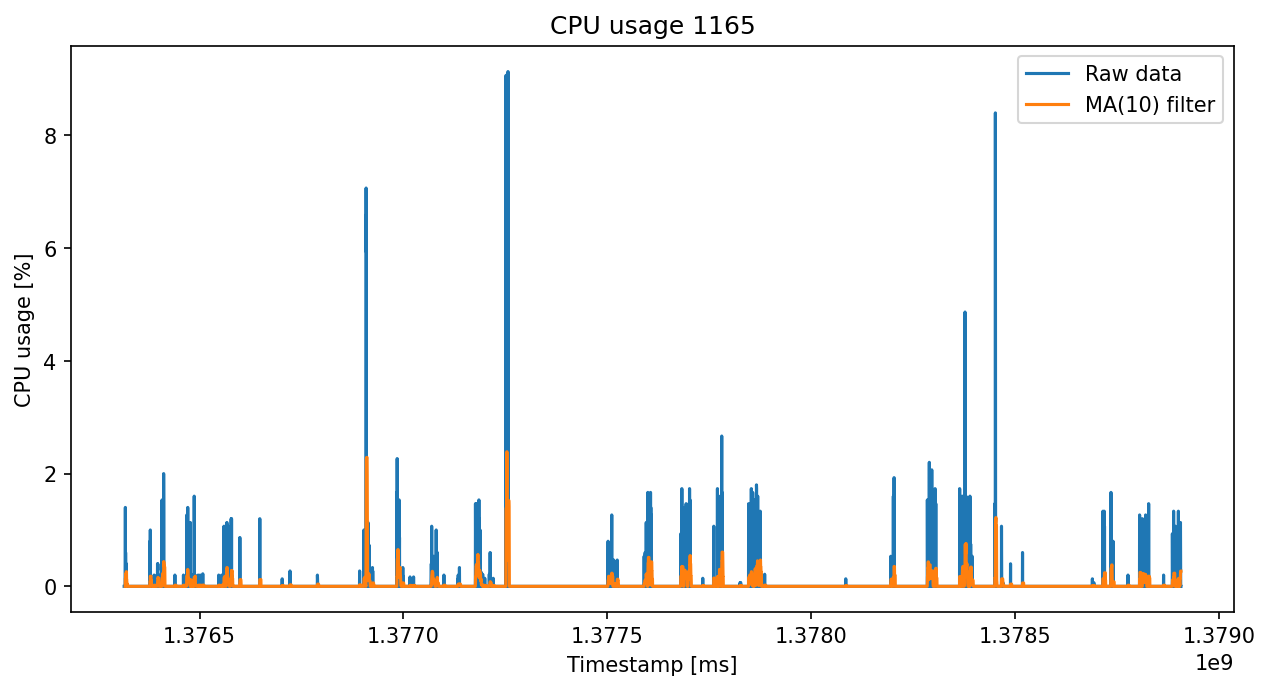 CPU usage 1165
Raw data
MA(10) filter
CPU usage [%]
8
6
4
2
0
1.3765 1.3770 1.3775 1.3780 1.3785 1.3790
1e9
Timestamp [ms]